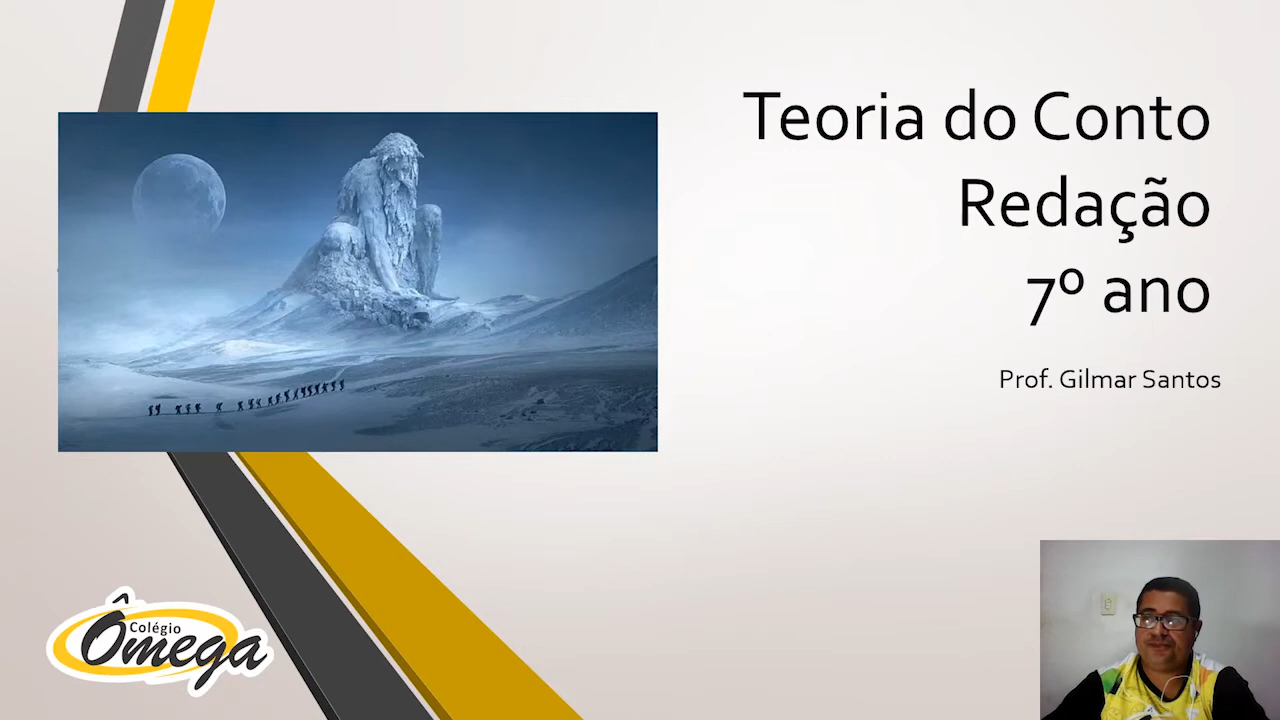 Teoria do Conto
Redação
7º ano
Prof. Gilmar Santos
Colégio
Ômega